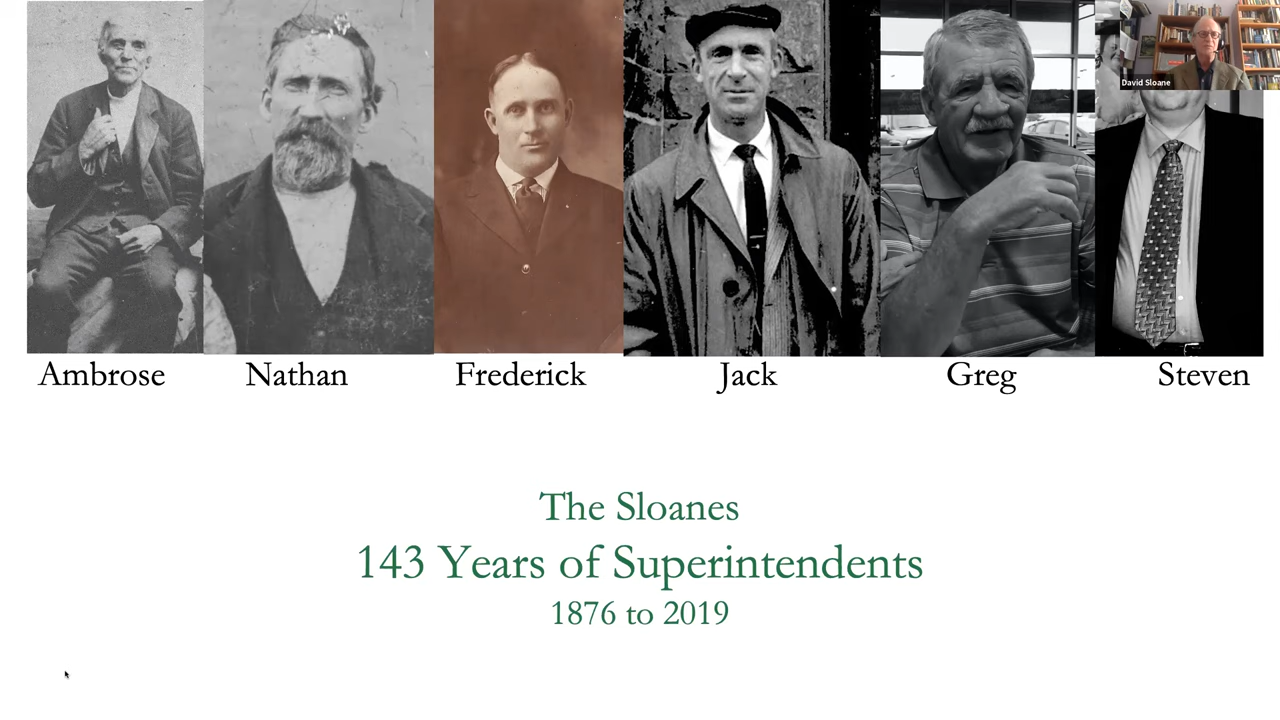 David Sloane
Ambrose Nathan Frederick Jack Greg Steven
The Sloanes
143 Years of Superintendents
1876 to 2019